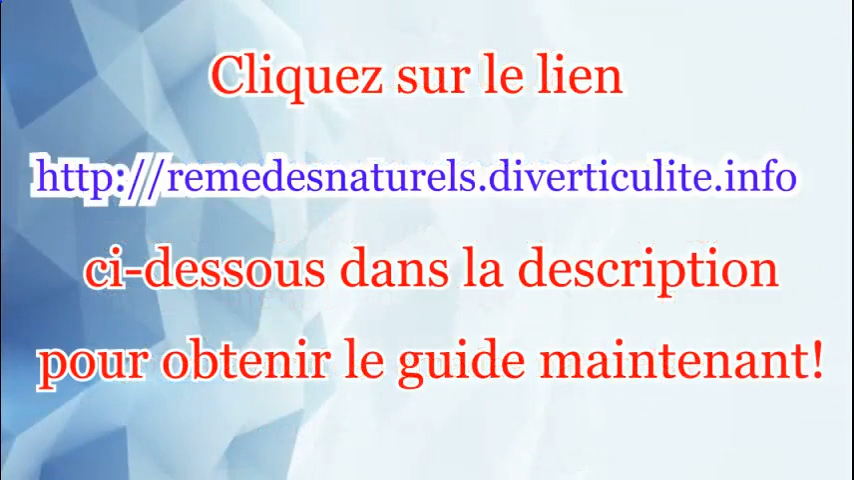 Cliquez sur le lien
http://remedesnaturels.diverticulite.info
ci-dessous dans la description
pour obtenir le guide maintenant!